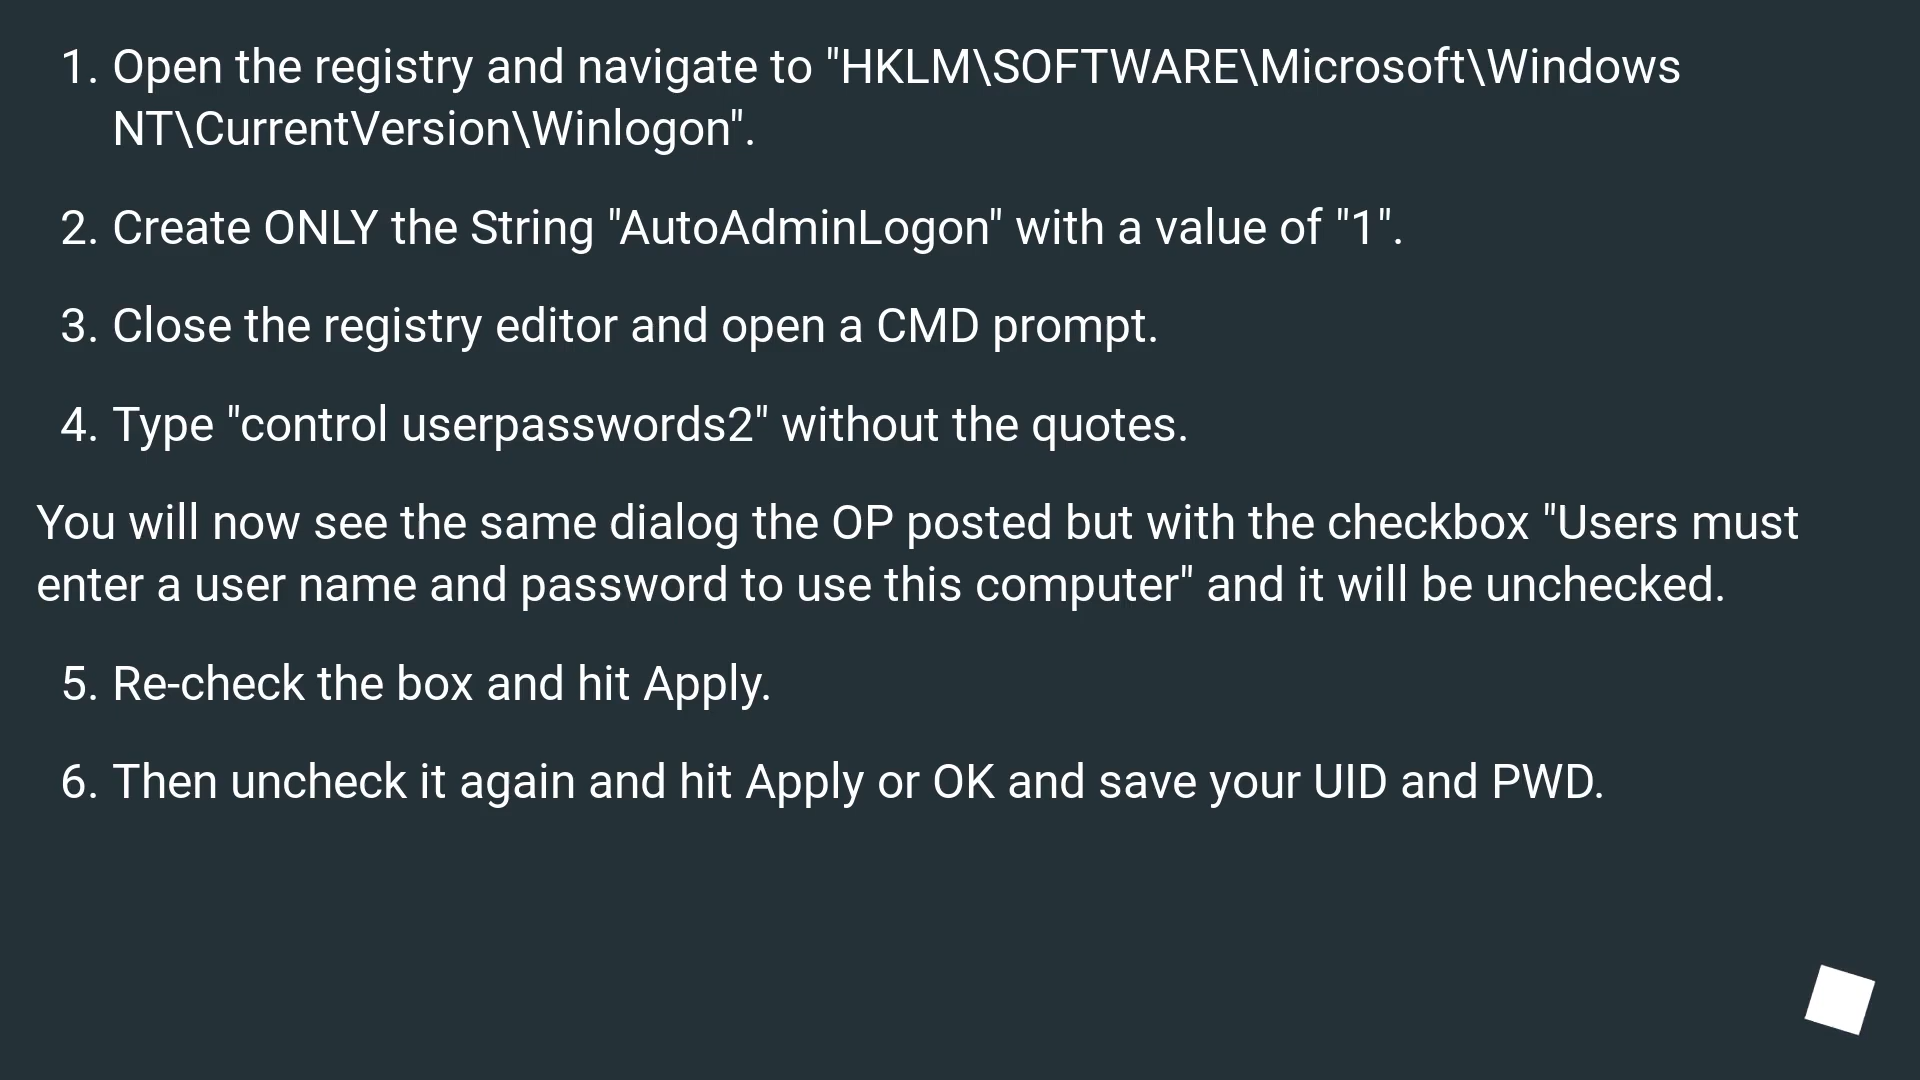 1. Open the registry and navigate to "HKLM\SOFTWARE\Microsoft\Windows
NT\CurrentVersion\Winlogon".
2. Create ONLY the String "AutoAdminLogon" with a value of "1".
3. Close the registry editor and open a CMD prompt.
4. Type "control userpasswords2" without the quotes.
You will now see the same dialog the OP posted but with the checkbox "Users must
enter a user name and password to use this computer" and it will be unchecked.
5. Re-check the box and hit Apply.
6. Then uncheck it again and hit Apply or OK and save your UID and PWD.